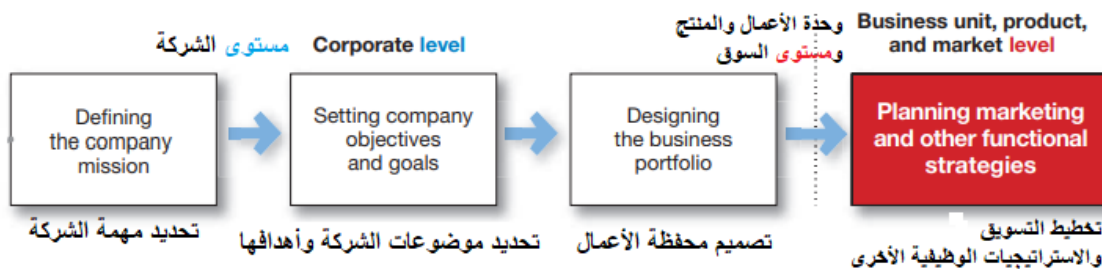 مستوى الشركة
Corporate level
وحدة الأعمال والمنتج
ومستوى السوق
Business unit, product,
and market level
Defining
the company
mission
Setting company
objectives
and goals
Designing
the business
portfolio
Planning marketing
and other functional
strategies
تحديد مهمة الشركة
تحديد موضوعات الشركة وأهدافها
تصميم محفظة الأعمال
تخطيط التسويق
والاستراتيجيات الوظيفية الأخرى